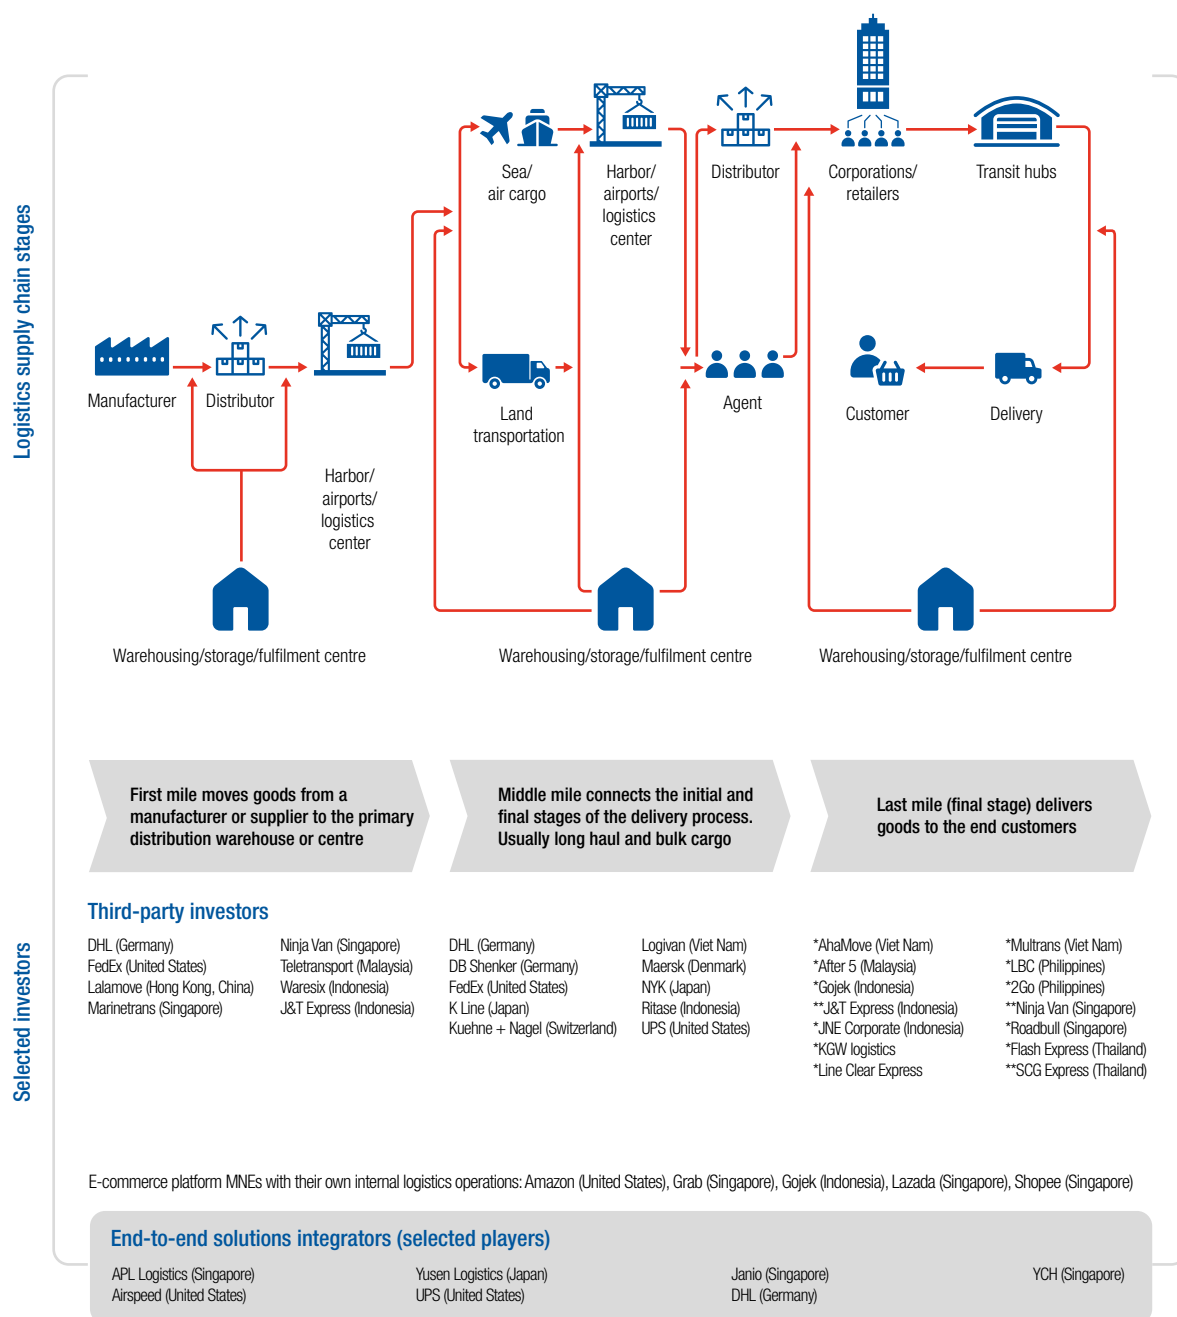 Logistics supply chain stages
Sea/
air cargo
Harbor/
airports/
logistics
center
Distributor
Corporations/
retailers
Transit hubs
Manufacturer
Distributor
Harbor/
airports/
logistics
center
Land
transportation
Agent
Customer
Delivery
Warehousing/storage/fulfilment centre
Warehousing/storage/fulfilment centre
Warehousing/storage/fulfilment centre
First mile moves goods from a
manufacturer or supplier to the primary
distribution warehouse or centre
Middle mile connects the initial and
final stages of the delivery process.
Usually long haul and bulk cargo
Last mile (final stage) delivers
goods to the end customers
Selected investors
Third-party investors
DHL (Germany)
FedEx (United States)
Lalamove (Hong Kong, China)
Marinetrans (Singapore)
Ninja Van (Singapore)
Teletransport (Malaysia)
Waresix (Indonesia)
J&T Express (Indonesia)
DHL (Germany)
DB Shenker (Germany)
FedEx (United States)
K Line (Japan)
Kuehne + Nagel (Switzerland)
Logivan (Viet Nam)
Maersk (Denmark)
NYK (Japan)
Ritase (Indonesia)
UPS (United States)
*AhaMove (Viet Nam)
*After 5 (Malaysia)
*Gojek (Indonesia)
**J&T Express (Indonesia)
*JNE Corporate (Indonesia)
*KGW logistics
*Line Clear Express
*Multrans (Viet Nam)
*LBC (Philippines)
*2Go (Philippines)
**Ninja Van (Singapore)
*Roadbull (Singapore)
*Flash Express (Thailand)
**SCG Express (Thailand)
E-commerce platform MNEs with their own internal logistics operations: Amazon (United States), Grab (Singapore), Gojek (Indonesia), Lazada (Singapore), Shopee (Singapore)
End-to-end solutions integrators (selected players)
APL Logistics (Singapore)
Airspeed (United States)
Yusen Logistics (Japan)
UPS (United States)
Janio (Singapore)
DHL (Germany)
YCH (Singapore)